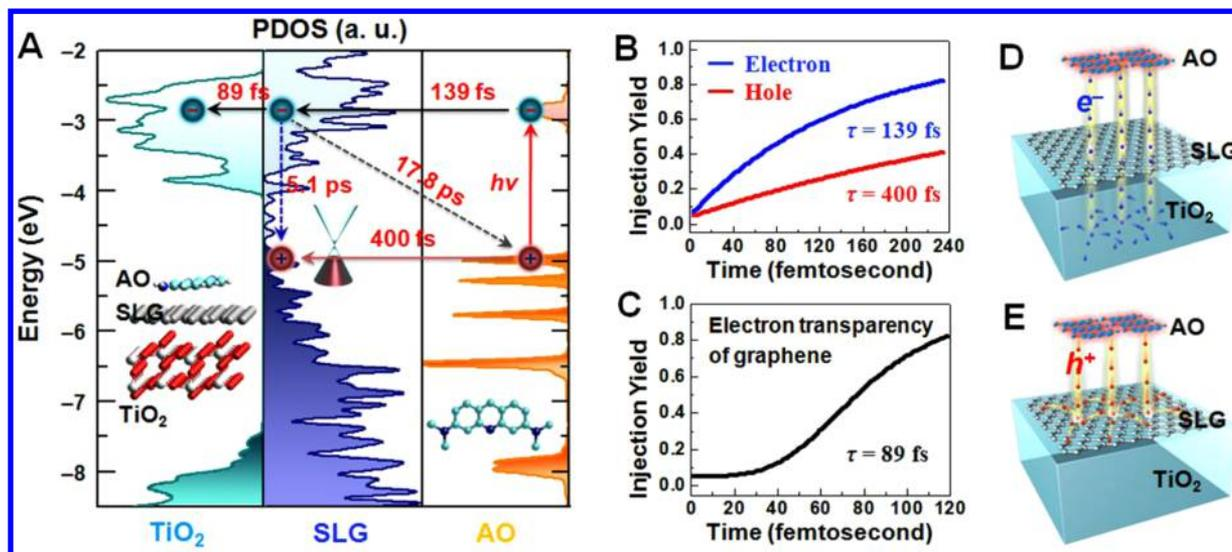 A
PDOS (a. u.)
Energy (eV)
−2
−3
−4
−5
−6
−7
−8
89 fs
139 fs
5.1 ps
17.8 ps
hv
400 fs
AO
SLG
TiO2
TiO2
SLG
AO
B
Injection Yield
1.0
0.8
0.6
0.4
0.2
0.0
Electron
Hole
τ = 139 fs
τ = 400 fs
0 40 80 120 160 200 240
Time (femtosecond)
C
Injection Yield
1.0
0.8
0.6
0.4
0.2
0.0
Electron transparency
of graphene
τ = 89 fs
0 20 40 60 80 100 120
Time (femtosecond)
D
AO
e−
SLG
TiO2
E
AO
h+
SLG
TiO2